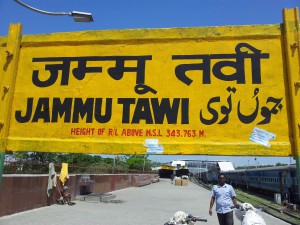 जम्मू तवी
JAMMU TAWI جموں توی
HEIGHT OF R/L ABOVE M.S.L 343.763 M.